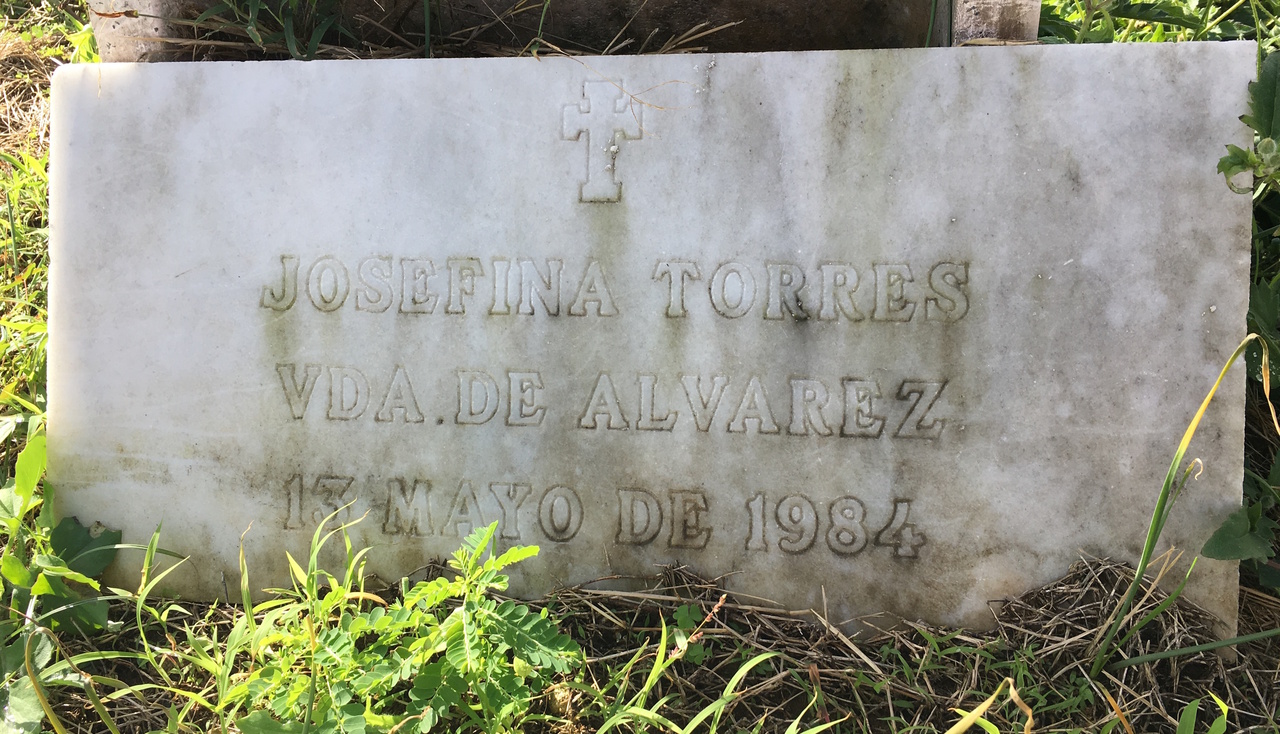 JOSEFINA TORRES
VDA. DE ALVAREZ
13 MAYO DE 1984